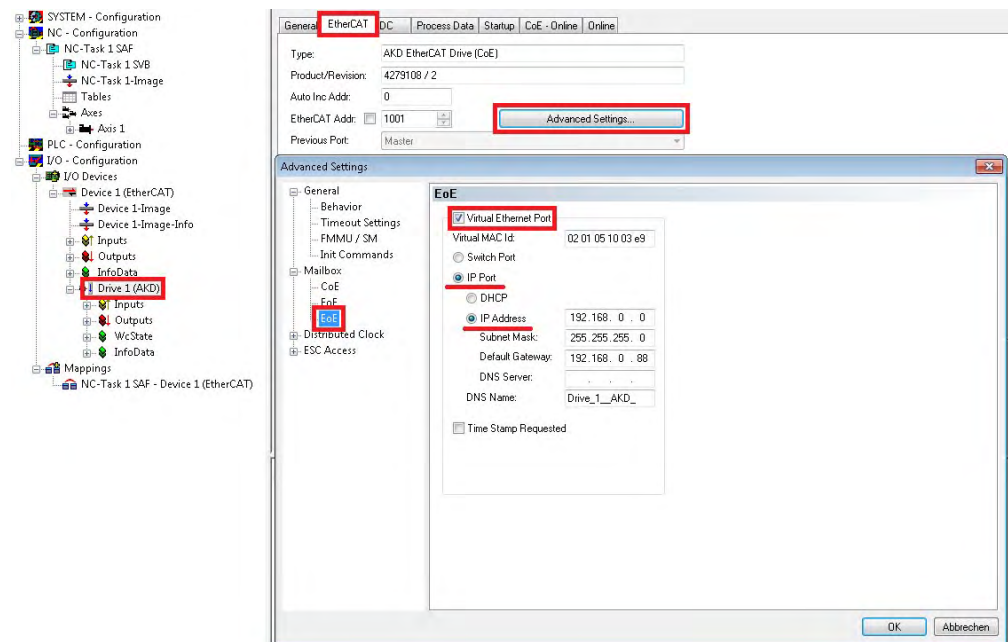 SYSTEM - Configuration
NC - Configuration
NC-Task 1 SAF
NC-Task 1 SVB
NC-Task 1-Image
Tables
Axes
Axis 1
PLC - Configuration
I/O - Configuration
I/O Devices
Device 1 (EtherCAT)
Device 1-Image
Device 1-Image-Info
Inputs
Outputs
InfoData
Drive 1 (AKD)
Inputs
Outputs
WcState
InfoData
Mappings
NC-Task 1 SAF - Device 1 (EtherCAT)
General EtherCAT DC Process Data Startup CoE - Online Online
Type: AKD EtherCAT Drive (CoE)
Product/Revision: 4279108 / 2
Auto Inc Addr: 0
EtherCAT Addr: 1001 Advanced Settings...
Previous Port: Master
Advanced Settings
General
Behavior
Timeout Settings
FMMU / SM
Init Commands
Mailbox
CoE
FoE
EoE
Distributed Clock
ESC Access
EoE
Virtual Ethernet Port
Virtual MAC Id: 02 01 05 10 03 e9
Switch Port
IP Port
DHCP
IP Address 192.168. 0 . 0
Subnet Mask: 255.255.255. 0
Default Gateway: 192.168. 0 . 88
DNS Server: . . .
DNS Name: Drive_1__AKD_
Time Stamp Requested
OK Abbrechen